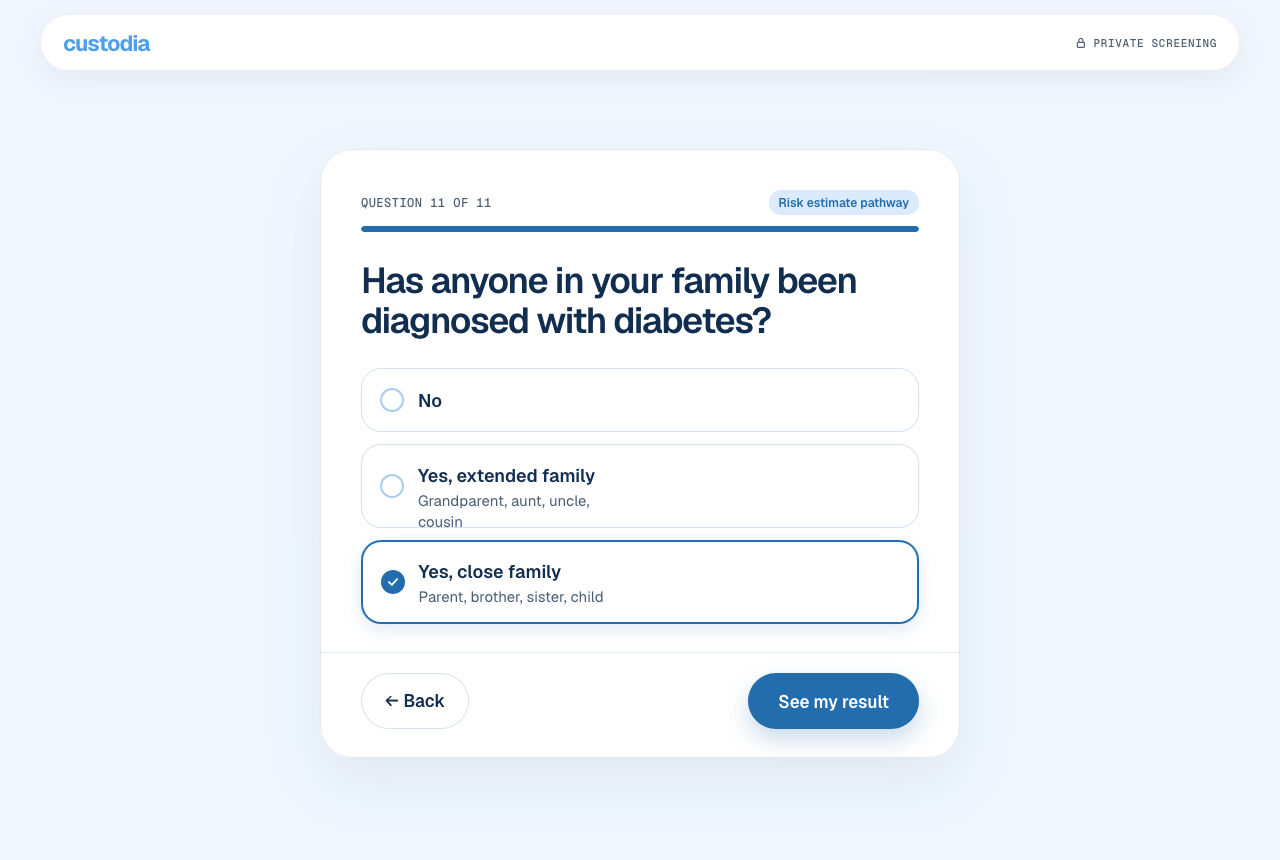 custodia
PRIVATE SCREENING
QUESTION 11 OF 11
Risk estimate pathway
Has anyone in your family been
diagnosed with diabetes?
No
Yes, extended family
Grandparent, aunt, uncle,
cousin
Yes, close family
Parent, brother, sister, child
← Back
See my result